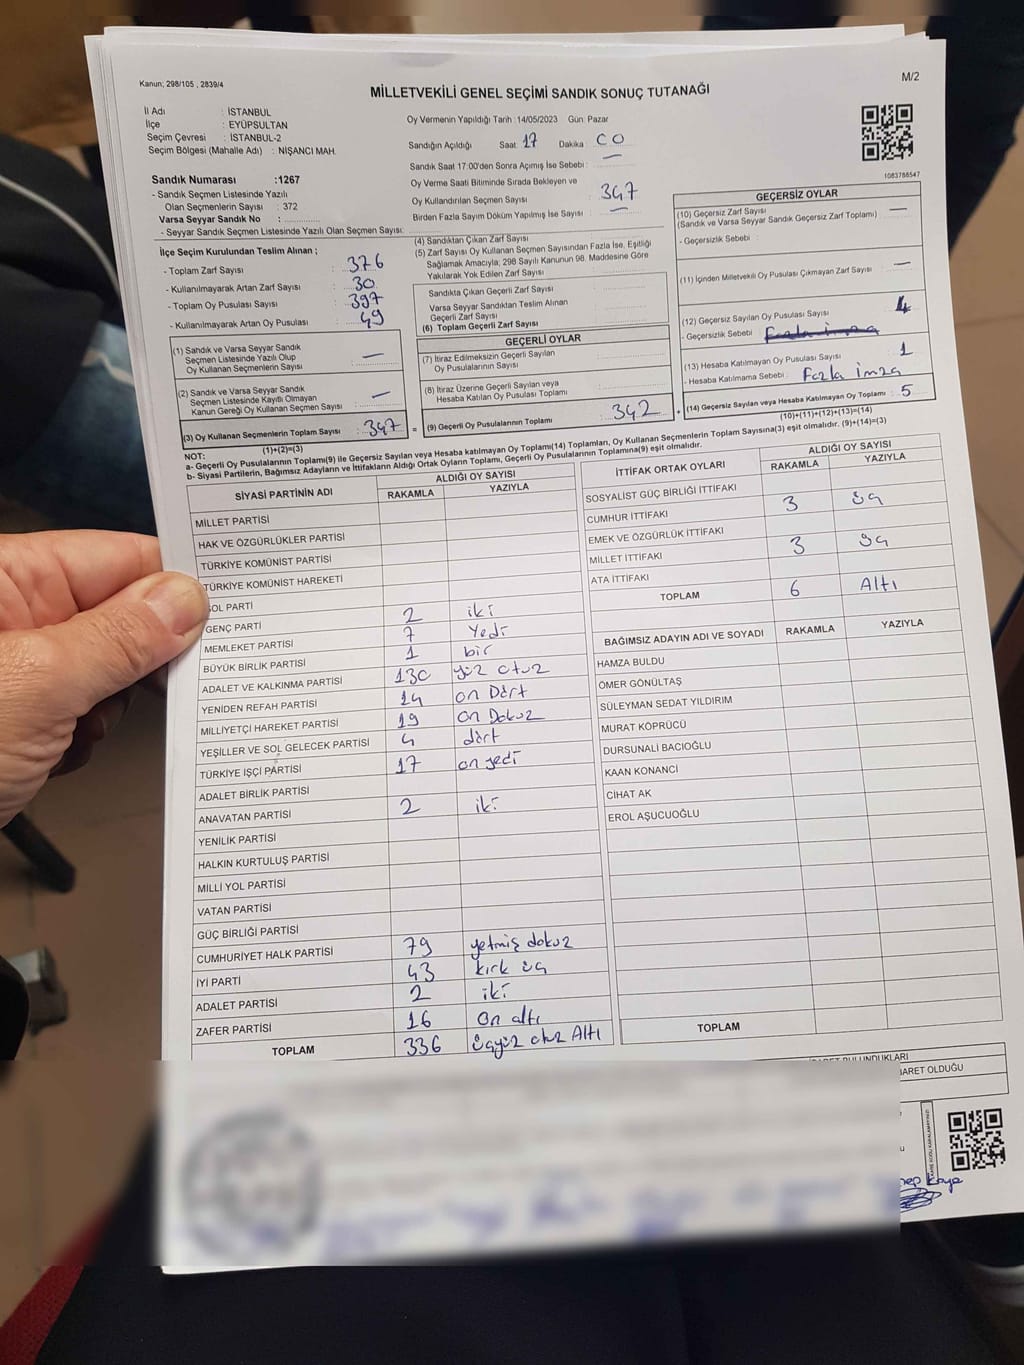 Kanun; 298/105 , 2839/4
M/2
MİLLETVEKİLİ GENEL SEÇİMİ SANDIK SONUÇ TUTANAĞI
İl Adı : İSTANBUL
İlçe : EYÜPSULTAN
Seçim Çevresi : İSTANBUL-2
Seçim Bölgesi (Mahalle Adı) : NİŞANCI MAH.
Oy Vermenin Yapıldığı Tarih :14/05/2023 Gün: Pazar
Sandığın Açıldığı Saat 17 Dakika 00
Sandık Saat 17:00'den Sonra Açılmış İse Sebebi : —
Oy Verme Saati Bitiminde Sırada Bekleyen ve
Oy Kullandırılan Seçmen Sayısı 347
Birden Fazla Sayım Döküm Yapılmış İse Sayısı : —
1083786547
Sandık Numarası :1267
- Sandık Seçmen Listesinde Yazılı
Olan Seçmenlerin Sayısı : 372
Varsa Seyyar Sandık No :
- Seyyar Sandık Seçmen Listesinde Yazılı Olan Seçmen Sayısı:
İlçe Seçim Kurulundan Teslim Alınan ;
- Toplam Zarf Sayısı : 376
- Kullanılmayarak Artan Zarf Sayısı : 30
- Toplam Oy Pusulası Sayısı : 397
- Kullanılmayarak Artan Oy Pusulası : 49
(1) Sandık ve Varsa Seyyar Sandık
Seçmen Listesinde Yazılı Olup
Oy Kullanan Seçmenlerin Sayısı : —
(2) Sandık ve Varsa Seyyar Sandık
Seçmen Listesinde Kayıtlı Olmayan
Kanun Gereği Oy Kullanan Seçmen Sayısı : —
(3) Oy Kullanan Seçmenlerin Toplam Sayısı : 347
(1)+(2)=(3)
(4) Sandıktan Çıkan Zarf Sayısı :
(5) Zarf Sayısı Oy Kullanan Seçmen Sayısından Fazla İse, Eşitliği
Sağlamak Amacıyla; 298 Sayılı Kanunun 98. Maddesine Göre
Yakılarak Yok Edilen Zarf Sayısı :
Sandıkta Çıkan Geçerli Zarf Sayısı :
Varsa Seyyar Sandıktan Teslim Alınan
Geçerli Zarf Sayısı :
(6) Toplam Geçerli Zarf Sayısı :
GEÇERLİ OYLAR
(7) İtiraz Edilmeksizin Geçerli Sayılan
Oy Pusulalarının Sayısı :
(8) İtiraz Üzerine Geçerli Sayılan veya
Hesaba Katılan Oy Pusulası Toplamı :
= (9) Geçerli Oy Pusulalarının Toplamı : 342 +
GEÇERSİZ OYLAR
(10) Geçersiz Zarf Sayısı
(Sandık ve Varsa Seyyar Sandık Geçersiz Zarf Toplamı) : —
- Geçersizlik Sebebi :
(11) İçinden Milletvekili Oy Pusulası Çıkmayan Zarf Sayısı : —
(12) Geçersiz Sayılan Oy Pusulası Sayısı : 4
- Geçersizlik Sebebi : Fazla imza
(13) Hesaba Katılmayan Oy Pusulası Sayısı : 1
- Hesaba Katılmama Sebebi : Fazla imza
(14) Geçersiz Sayılan veya Hesaba Katılmayan Oy Toplamı : 5
(10)+(11)+(12)+(13)=(14)
NOT:
a- Geçerli Oy Pusulalarının Toplamı(9) ile Geçersiz Sayılan veya Hesaba katılmayan Oy Toplamı(14) Toplamları, Oy Kullanan Seçmenlerin Toplam Sayısına(3) eşit olmalıdır. (9)+(14)=(3)
b- Siyasi Partilerin, Bağımsız Adayların ve İttifakların Aldığı Ortak Oyların Toplamı, Geçerli Oy Pusulalarının Toplamına(9) eşit olmalıdır.
SİYASİ PARTİNİN ADI ALDIĞI OY SAYISI
RAKAMLA YAZIYLA
MİLLET PARTİSİ
HAK VE ÖZGÜRLÜKLER PARTİSİ
TÜRKİYE KOMÜNİST PARTİSİ
TÜRKİYE KOMÜNİST HAREKETİ
SOL PARTİ
GENÇ PARTİ 2 iki
MEMLEKET PARTİSİ 7 Yedi
BÜYÜK BİRLİK PARTİSİ 1 bir
ADALET VE KALKINMA PARTİSİ 130 yüz otuz
YENİDEN REFAH PARTİSİ 14 on Dört
MİLLİYETÇİ HAREKET PARTİSİ 19 on Dokuz
YEŞİLLER VE SOL GELECEK PARTİSİ 4 dört
TÜRKİYE İŞÇİ PARTİSİ 17 on yedi
ADALET BİRLİK PARTİSİ
ANAVATAN PARTİSİ 2 iki
YENİLİK PARTİSİ
HALKIN KURTULUŞ PARTİSİ
MİLLİ YOL PARTİSİ
VATAN PARTİSİ
GÜÇ BİRLİĞİ PARTİSİ
CUMHURİYET HALK PARTİSİ 79 yetmiş dokuz
İYİ PARTİ 43 kırk üç
ADALET PARTİSİ 2 iki
ZAFER PARTİSİ 16 on altı
TOPLAM 336 üçyüz otuz Altı
İTTİFAK ORTAK OYLARI ALDIĞI OY SAYISI
RAKAMLA YAZIYLA
SOSYALİST GÜÇ BİRLİĞİ İTTİFAKI
CUMHUR İTTİFAKI 3 üç
EMEK VE ÖZGÜRLÜK İTTİFAKI
MİLLET İTTİFAKI 3 üç
ATA İTTİFAKI
TOPLAM 6 Altı
BAĞIMSIZ ADAYIN ADI VE SOYADI RAKAMLA YAZIYLA
HAMZA BULDU
ÖMER GÖNÜLTAŞ
SÜLEYMAN SEDAT YILDIRIM
MURAT KÖPRÜCÜ
DURSUNALİ BACIOĞLU
KAAN KONANCİ
CİHAT AK
EROL AŞUCUOĞLU
TOPLAM
BULUNDUKLARI
İBARET OLDUĞU
Kaya